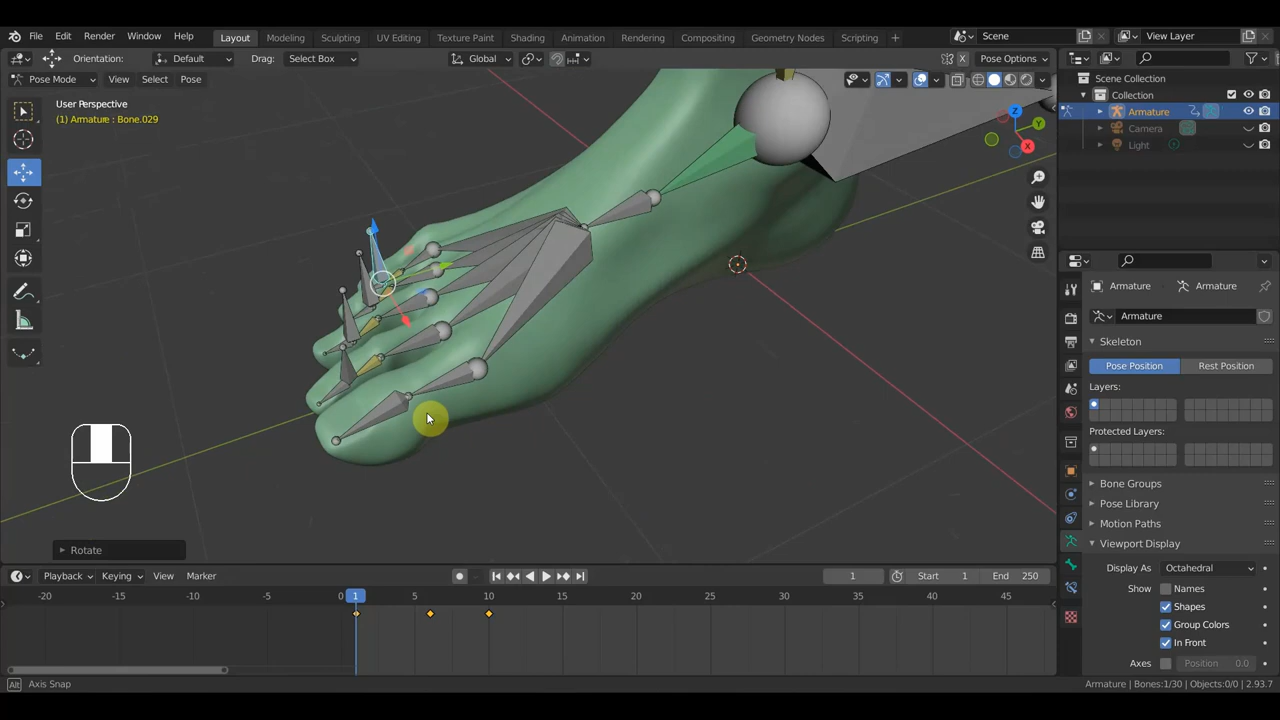 File Edit Render Window Help Layout Modeling Sculpting UV Editing Texture Paint Shading Animation Rendering Compositing Geometry Nodes Scripting + Scene View Layer
Orientation: Default Drag: Select Box Global Pose Options
Pose Mode View Select Pose
User Perspective
(1) Armature : Bone.029
X
Y
Z
Scene Collection
Collection
Armature
Camera
Light
Armature Armature
Armature
Skeleton
Pose Position Rest Position
Layers:
Protected Layers:
Bone Groups
Pose Library
Motion Paths
Viewport Display
Display As Octahedral
Show Names
Shapes
Group Colors
In Front
Axes Position 0.0
Rotate
Playback Keying View Marker 1 Start 1 End 250
-20 -15 -10 -5 0 1 5 10 15 20 25 30 35 40 45
Alt Axis Snap Armature | Bones:1/30 | Objects:0/0 | 2.93.7